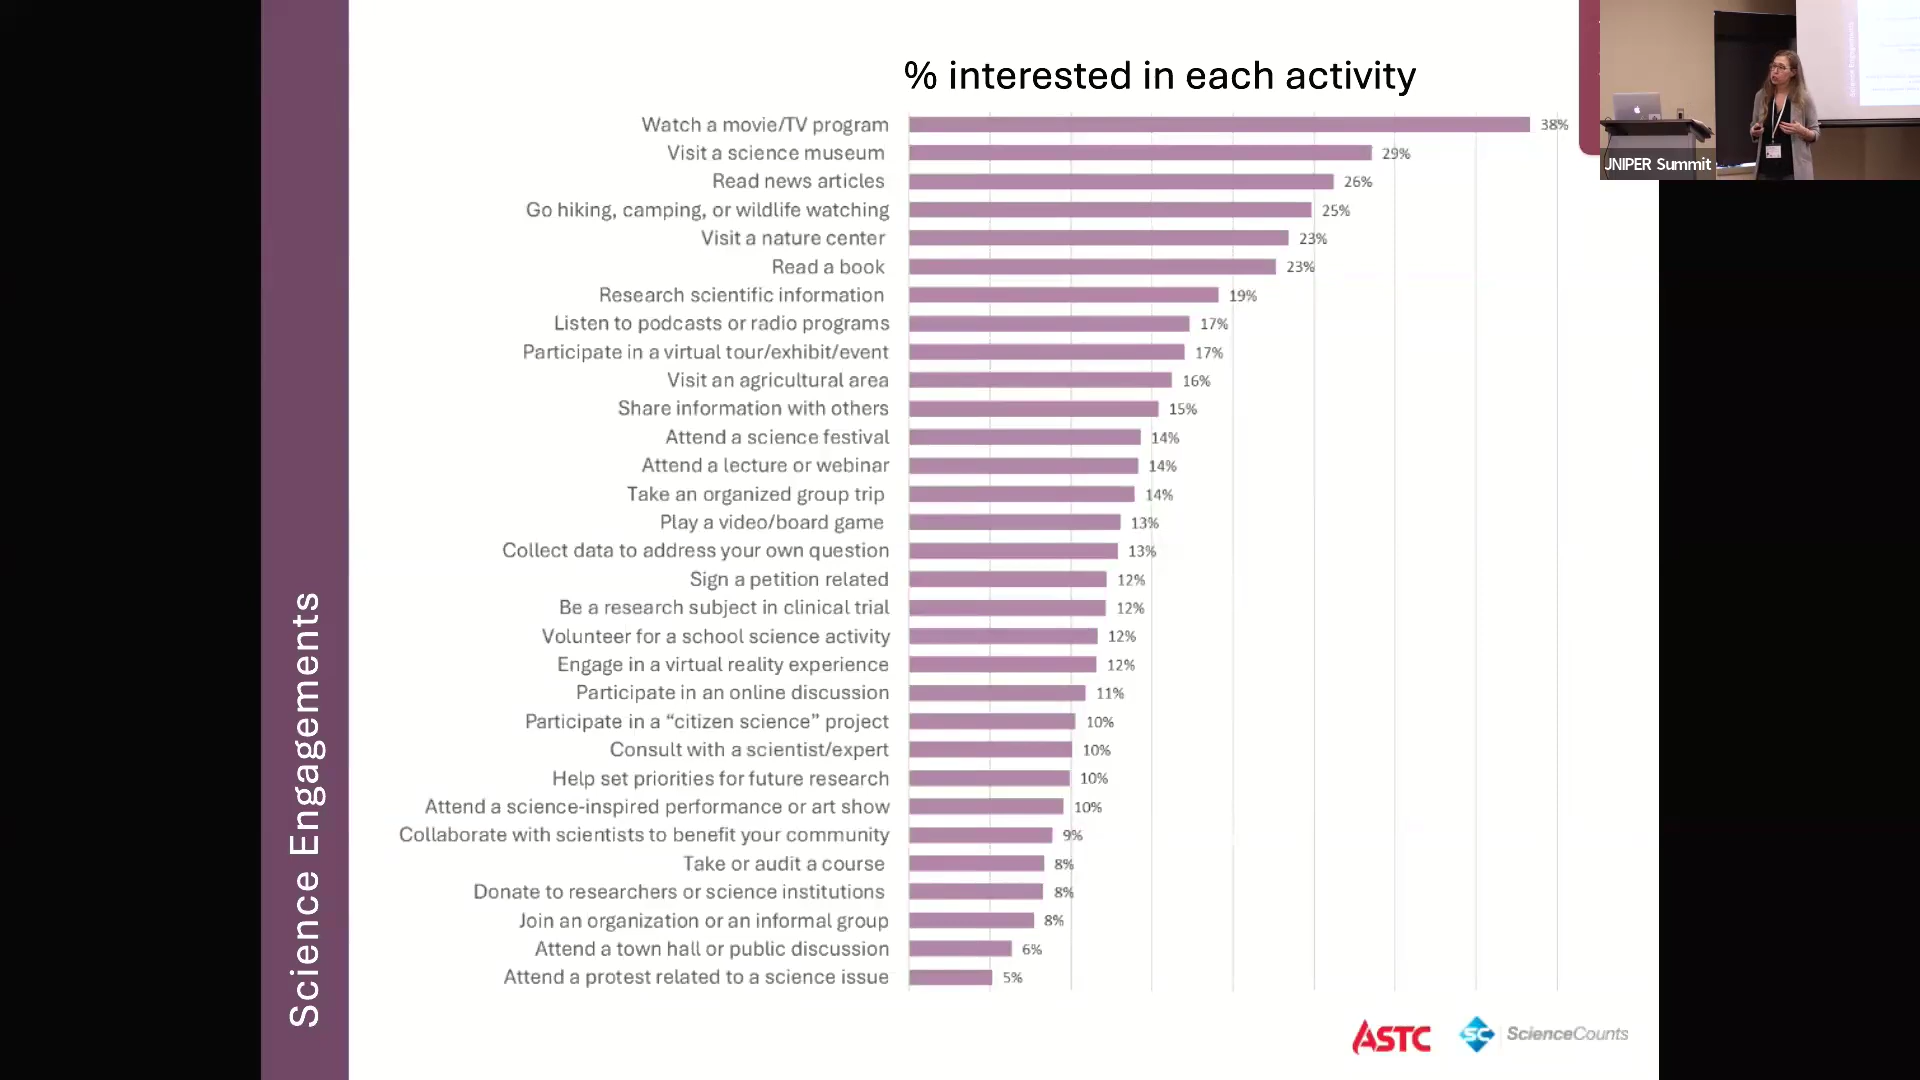 % interested in each activity
Watch a movie/TV program 38%
Visit a science museum 29%
Read news articles 26%
Go hiking, camping, or wildlife watching 25%
Visit a nature center 23%
Read a book 23%
Research scientific information 19%
Listen to podcasts or radio programs 17%
Participate in a virtual tour/exhibit/event 17%
Visit an agricultural area 16%
Share information with others 15%
Attend a science festival 14%
Attend a lecture or webinar 14%
Take an organized group trip 14%
Play a video/board game 13%
Collect data to address your own question 13%
Sign a petition related 12%
Be a research subject in clinical trial 12%
Volunteer for a school science activity 12%
Engage in a virtual reality experience 12%
Participate in an online discussion 11%
Participate in a “citizen science” project 10%
Consult with a scientist/expert 10%
Help set priorities for future research 10%
Attend a science-inspired performance or art show 10%
Collaborate with scientists to benefit your community 9%
Take or audit a course 8%
Donate to researchers or science institutions 8%
Join an organization or an informal group 8%
Attend a town hall or public discussion 6%
Attend a protest related to a science issue 5%
Science Engagements
ASTC
SC ScienceCounts
JNIPER Summit